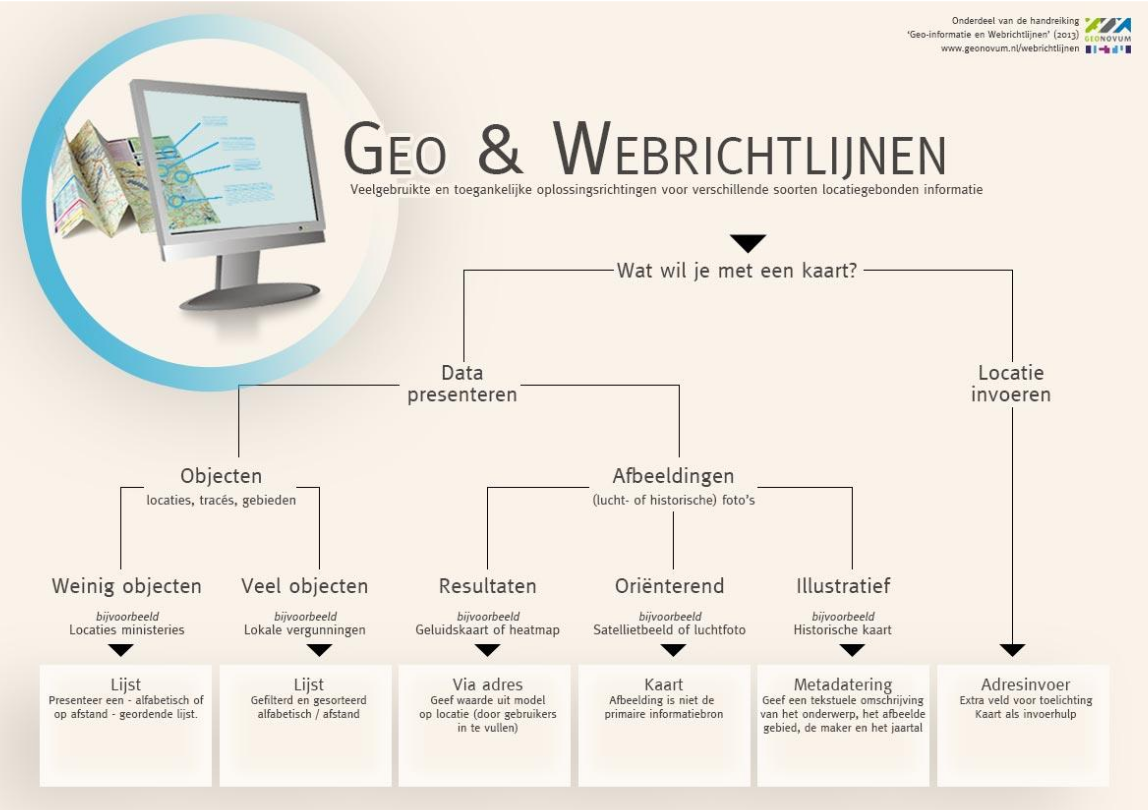 Onderdeel van de handreiking
'Geo-informatie en Webrichtlijnen' (2013)
www.geonovum.nl/webrichtlijnen
GEONOVUM
GEO & WEBRICHTLIJNEN
Veelgebruikte en toegankelijke oplossingsrichtingen voor verschillende soorten locatiegebonden informatie
Wat wil je met een kaart?
Data
presenteren
Locatie
invoeren
Objecten
locaties, tracés, gebieden
Afbeeldingen
(lucht- of historische) foto's
Weinig objecten
bijvoorbeeld
Locaties ministeries
Veel objecten
bijvoorbeeld
Lokale vergunningen
Resultaten
bijvoorbeeld
Geluidskaart of heatmap
Oriënterend
bijvoorbeeld
Satellietbeeld of luchtfoto
Illustratief
bijvoorbeeld
Historische kaart
Lijst
Presenteer een - alfabetisch of
op afstand - geordende lijst.
Lijst
Gefilterd en gesorteerd
alfabetisch / afstand
Via adres
Geef waarde uit model
op locatie (door gebruikers
in te vullen)
Kaart
Afbeelding is niet de
primaire informatiebron
Metadatering
Geef een tekstuele omschrijving
van het onderwerp, het afbeelde
gebied, de maker en het jaartal
Adresinvoer
Extra veld voor toelichting
Kaart als invoerhulp